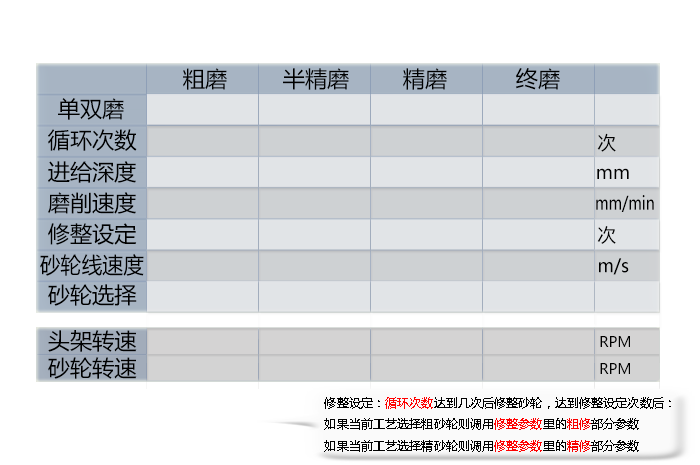 粗磨 半精磨 精磨 终磨
单双磨
循环次数 次
进给深度 mm
磨削速度 mm/min
修整设定 次
砂轮线速度 m/s
砂轮选择
头架转速 RPM
砂轮转速 RPM
修整设定：循环次数达到几次后修整砂轮，达到修整设定次数后：
如果当前工艺选择粗砂轮则调用修整参数里的粗修部分参数
如果当前工艺选择精砂轮则调用修整参数里的精修部分参数